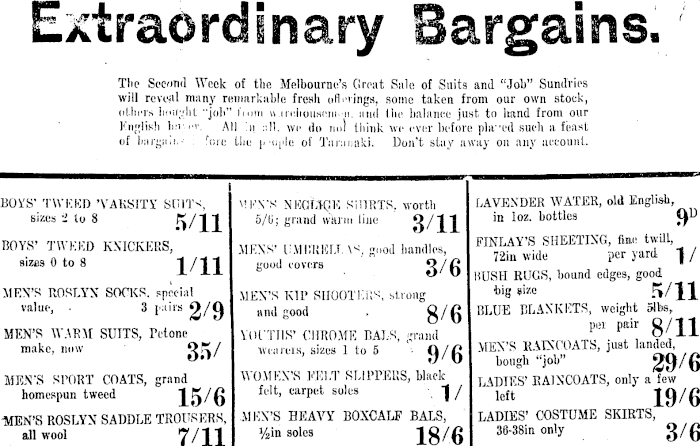 Extraordinary Bargains.
The Second Week of the Melbourne's Great Sale of Suits and "Job" Sundries
will reveal many remarkable fresh offerings, some taken from our own stock,
others bought "job" from warehousemen, and the balance just to hand from our
English buyer. All in all, we do not think we ever before placed such a feast
of bargains before the people of Taranaki. Don't stay away on any account.
BOYS' TWEED 'VARSITY SUITS,
sizes 2 to 8 5/11
BOYS' TWEED KNICKERS,
sizes 0 to 8 1/11
MEN'S ROSLYN SOCKS, special
value, 3 pairs 2/9
MEN'S WARM SUITS, Petone
make, now 35/
MEN'S SPORT COATS, grand
homespun tweed 15/6
MEN'S ROSLYN SADDLE TROUSERS,
all wool 7/11
MEN'S NEGLIGE SHIRTS, worth
5/6; grand warm line 3/11
MENS' UMBRELLAS, good handles,
good covers 3/6
MEN'S KIP SHOOTERS, strong
and good 8/6
YOUTHS' CHROME BALS, grand
wearers, sizes 1 to 5 9/6
WOMEN'S FELT SLIPPERS, black
felt, carpet soles 1/
MEN'S HEAVY BOXCALF BALS,
½in soles 18/6
LAVENDER WATER, old English,
in 1oz. bottles 9D
FINLAY'S SHEETING, fine twill,
72in wide per yard 1/
BUSH RUGS, bound edges, good
big size 5/11
BLUE BLANKETS, weight 5lbs,
per pair 8/11
MEN'S RAINCOATS, just landed,
bough "job" 29/6
LADIES' RAINCOATS, only a few
left 19/6
LADIES' COSTUME SKIRTS,
36-38in only 3/6